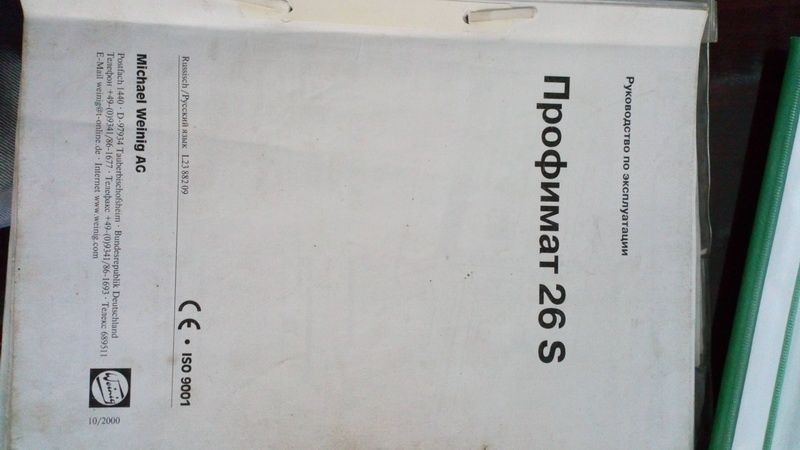 Руководство по эксплуатации
Профимат 26 S
Russisch /Русский язык L23 882 09
CE · ISO 9001
Michael Weinig AG
Postfach 1440 · D-97934 Tauberbischofsheim · Bundesrepublik Deutschland
Телефон +49-(0)9341/86-1677 · Телефакс +49-(0)9341/86-1693 · Телекс 689511
E-Mail weinig@t-online.de · Internet www.weinig.com
Weinig
10/2000